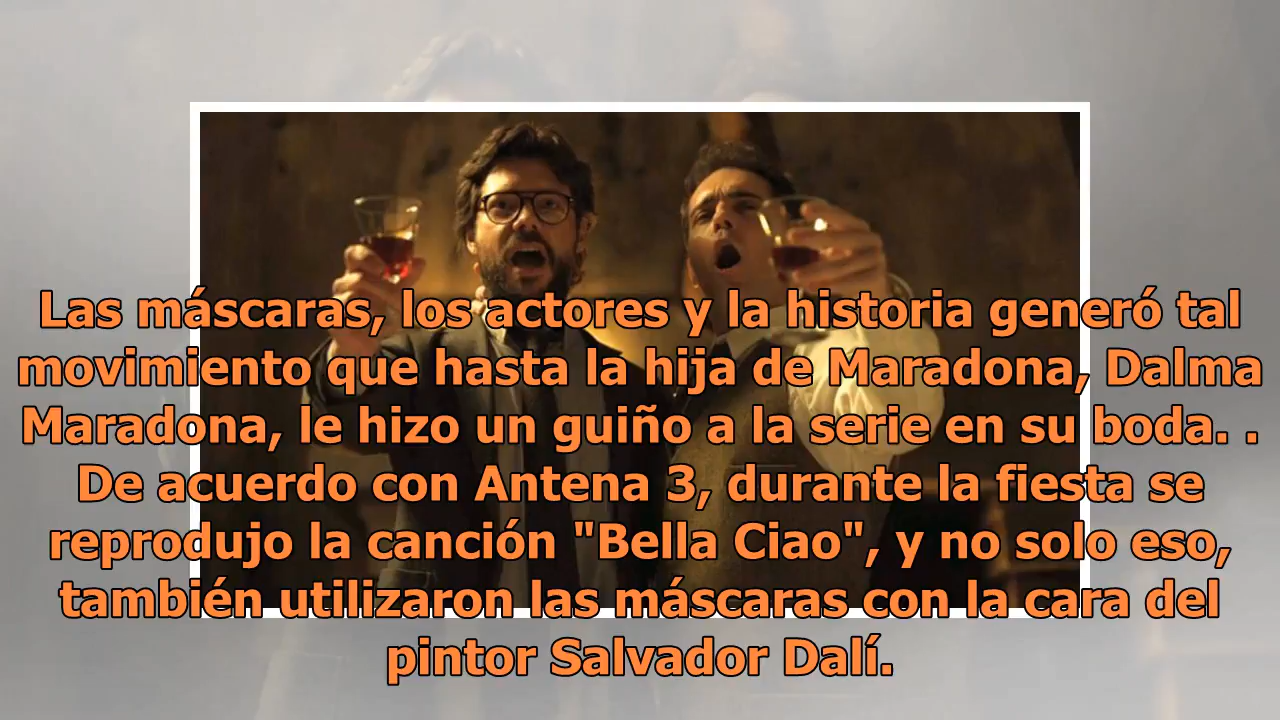 Las máscaras, los actores y la historia generó tal
movimiento que hasta la hija de Maradona, Dalma
Maradona, le hizo un guiño a la serie en su boda. .
De acuerdo con Antena 3, durante la fiesta se
reprodujo la canción "Bella Ciao", y no solo eso,
también utilizaron las máscaras con la cara del
pintor Salvador Dalí.